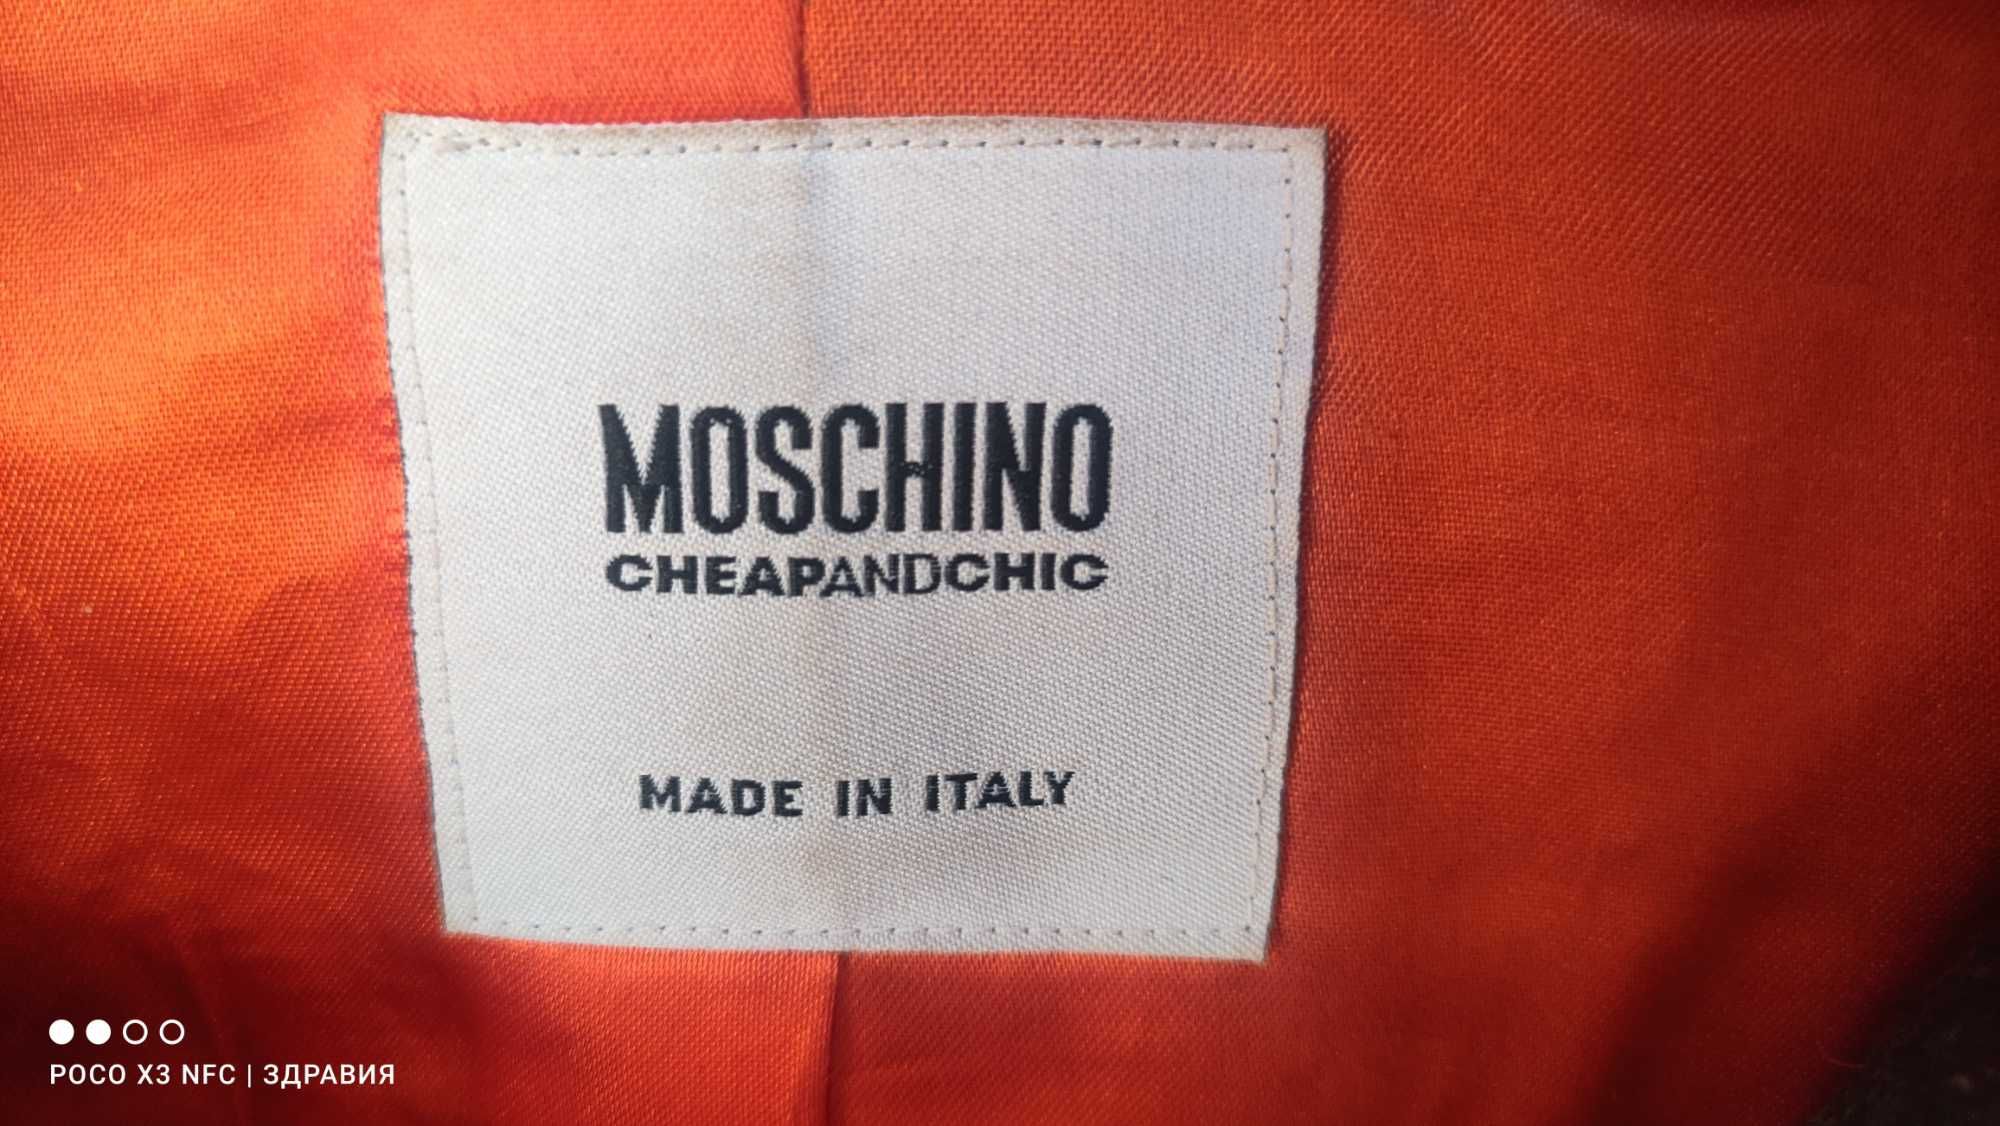 MOSCHINO
CHEAPANDCHIC
MADE IN ITALY
POCO X3 NFC | ЗДРАВИЯ